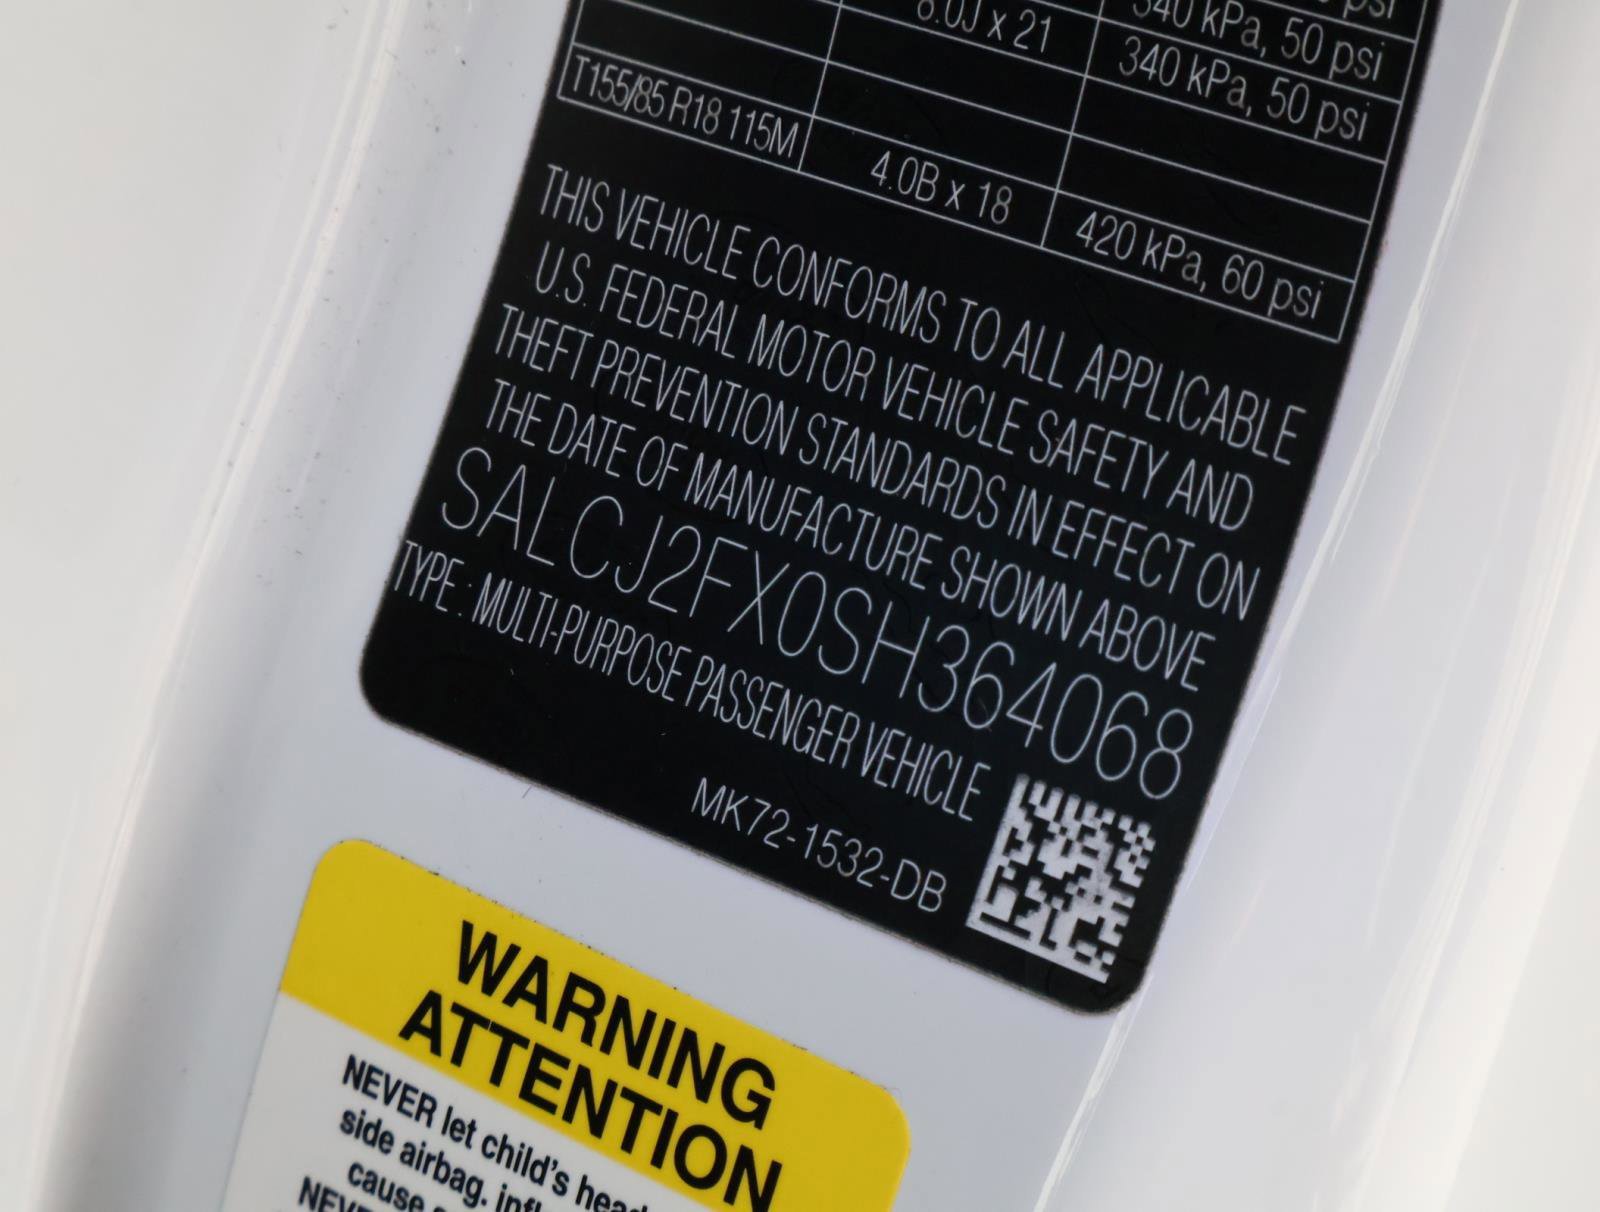 psi
340 kPa, 50 psi
8.0J x 21
340 kPa, 50 psi
T155/85 R18 115M
4.0B x 18
420 kPa, 60 psi
THIS VEHICLE CONFORMS TO ALL APPLICABLE
U.S. FEDERAL MOTOR VEHICLE SAFETY AND
THEFT PREVENTION STANDARDS IN EFFECT ON
THE DATE OF MANUFACTURE SHOWN ABOVE
SALCJ2FX0SH364068
TYPE : MULTI-PURPOSE PASSENGER VEHICLE
MK72-1532-DB
WARNING
ATTENTION
NEVER let child's head
side airbag.
cause